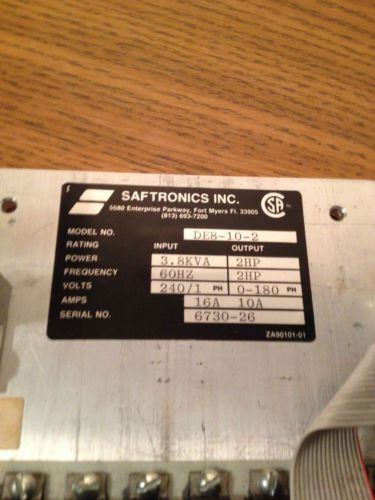 SAFTRONICS INC.
5580 Enterprise Parkway, Fort Myers Fl. 33905
(813) 693-7200
SA
MODEL NO. DE8-10-2
RATING INPUT OUTPUT
POWER 3.8KVA 2HP
FREQUENCY 60HZ 2HP
VOLTS 240/1 PH 0-180 PH
AMPS 16A 10A
SERIAL NO. 6730-26
ZA90101-01